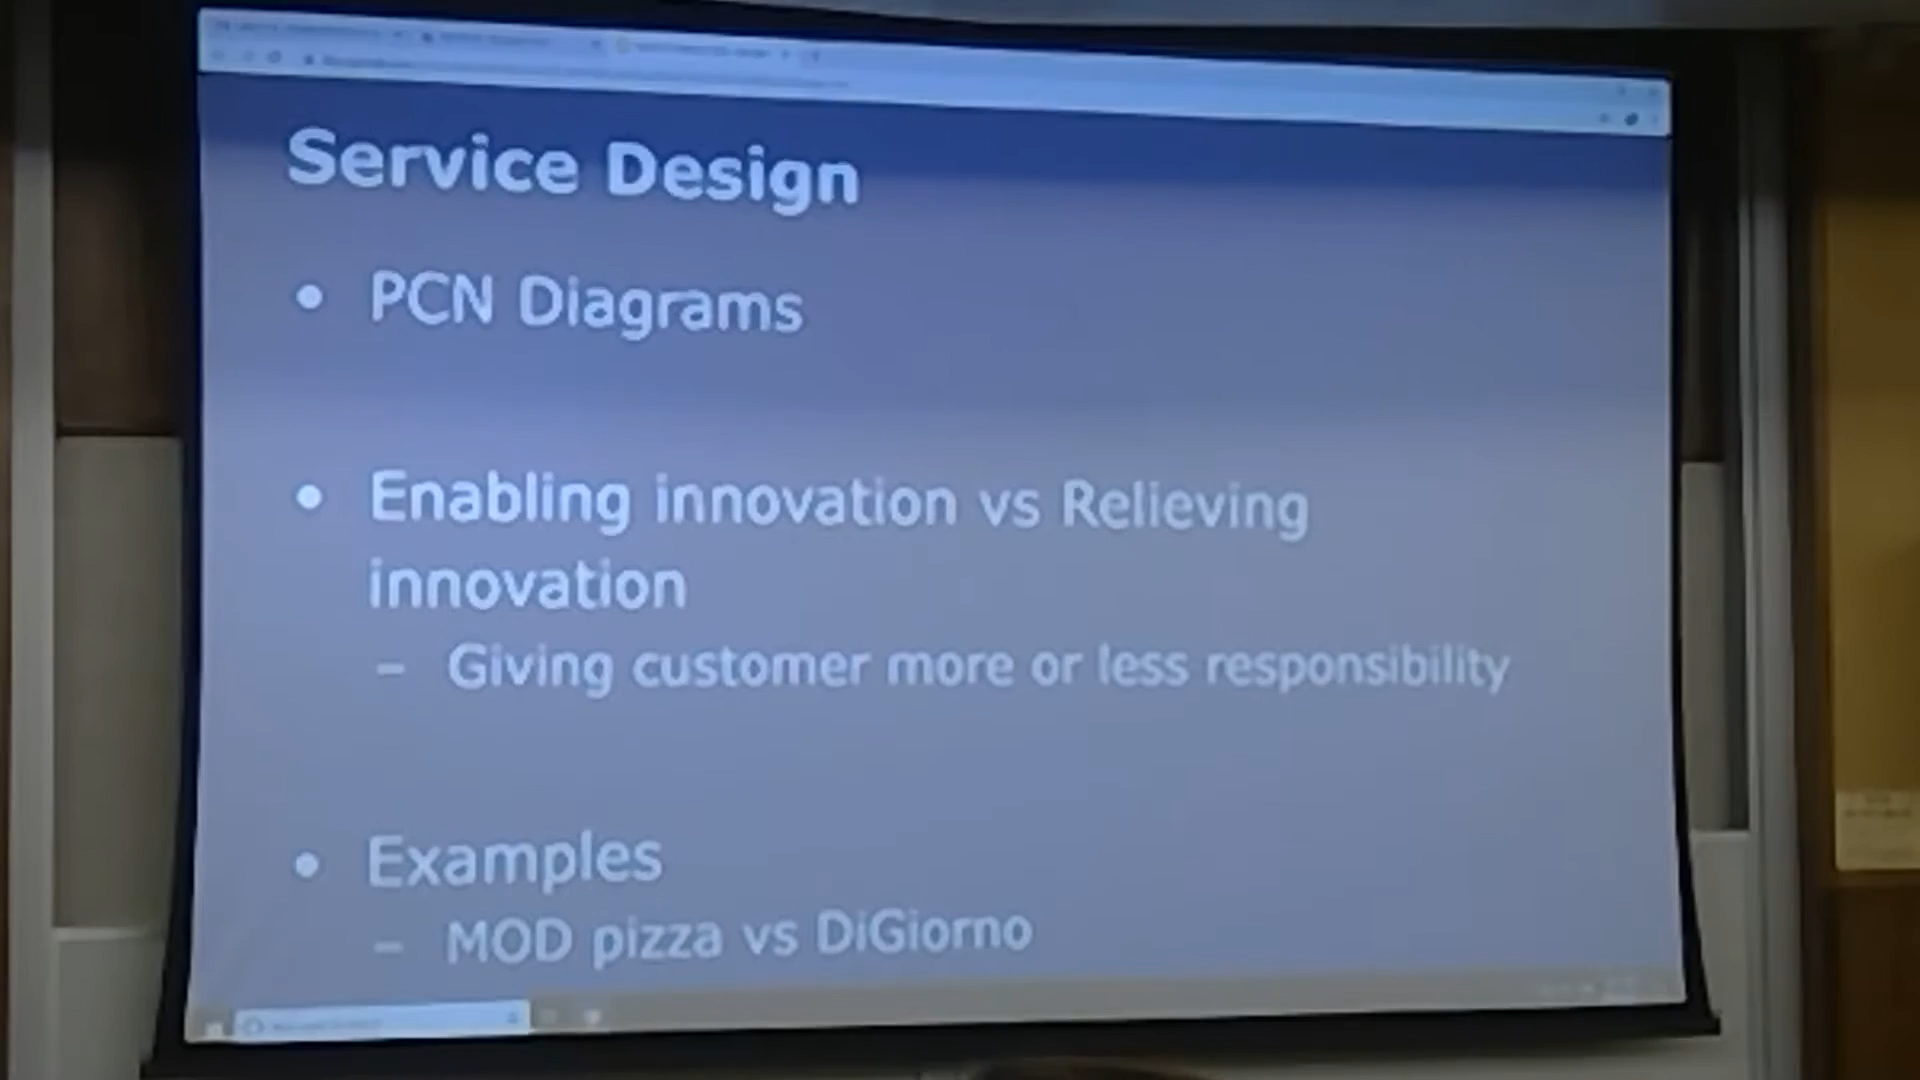 Service Design
• PCN Diagrams
• Enabling innovation vs Relieving
innovation
– Giving customer more or less responsibility
• Examples
– MOD pizza vs DiGiorno